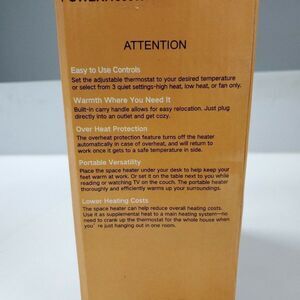 ATTENTION
Easy to Use Controls
Set the adjustable thermostat to your desired temperature
or select from 3 quiet settings-high heat, low heat, or fan only.
Warmth Where You Need It
Built-in carry handle allows for easy relocation. Just plug
directly into an outlet and get cozy.
Over Heat Protection
The overheat protection feature turns off the heater
automatically in case of overheat, and will return to
work once it gets to a safe temperature in side.
Portable Versatility
Place the space heater under your desk to help keep your
feet warm at work. Or set it on the table next to you while
reading or watching TV on the couch. The portable heater
thoroughly and efficiently warms up your surroundings.
Lower Heating Costs
The space heater can help reduce overall heating costs.
Use it as supplemental heat to a main heating system—no
need to crank up the thermostat for the whole house when
you’ re just hanging out in one room.